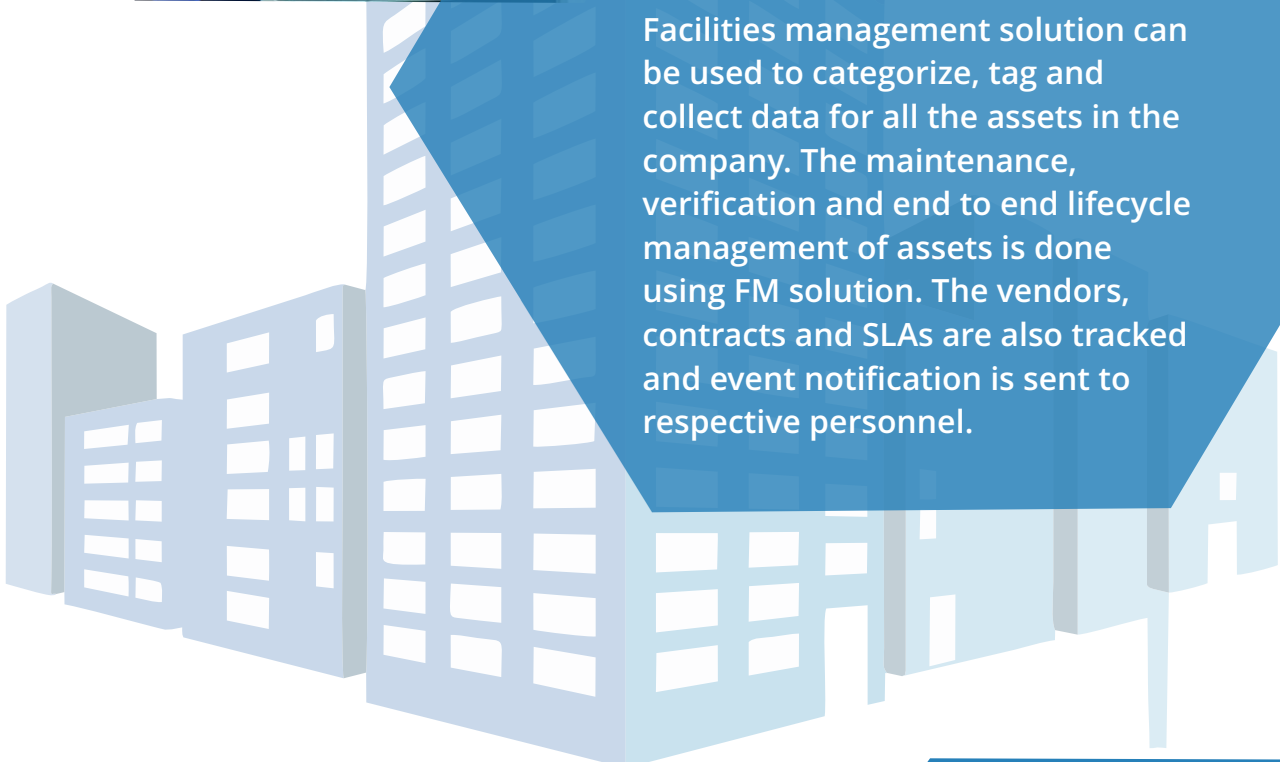 Facilities management solution can
be used to categorize, tag and
collect data for all the assets in the
company. The maintenance,
verification and end to end lifecycle
management of assets is done
using FM solution. The vendors,
contracts and SLAs are also tracked
and event notification is sent to
respective personnel.